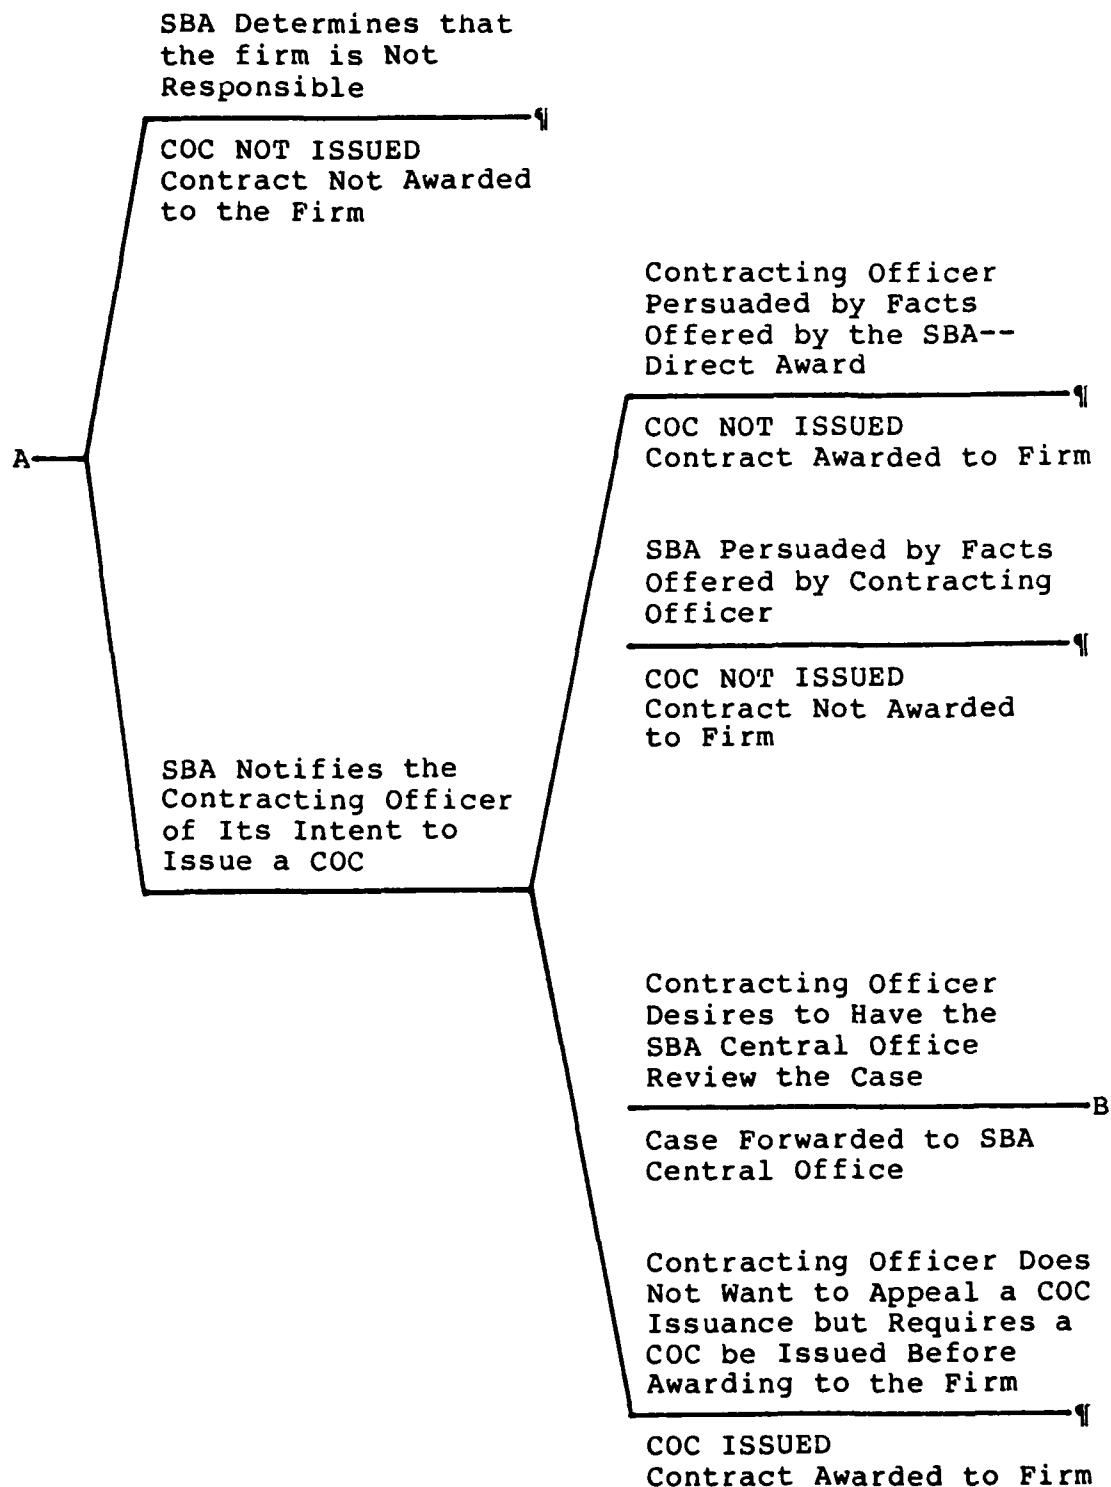 SBA Determines that
the firm is Not
Responsible
¶
COC NOT ISSUED
Contract Not Awarded
to the Firm
Contracting Officer
Persuaded by Facts
Offered by the SBA--
Direct Award
¶
COC NOT ISSUED
Contract Awarded to Firm
A
SBA Persuaded by Facts
Offered by Contracting
Officer
¶
COC NOT ISSUED
Contract Not Awarded
to Firm
SBA Notifies the
Contracting Officer
of Its Intent to
Issue a COC
Contracting Officer
Desires to Have the
SBA Central Office
Review the Case
B
Case Forwarded to SBA
Central Office
Contracting Officer Does
Not Want to Appeal a COC
Issuance but Requires a
COC be Issued Before
Awarding to the Firm
¶
COC ISSUED
Contract Awarded to Firm